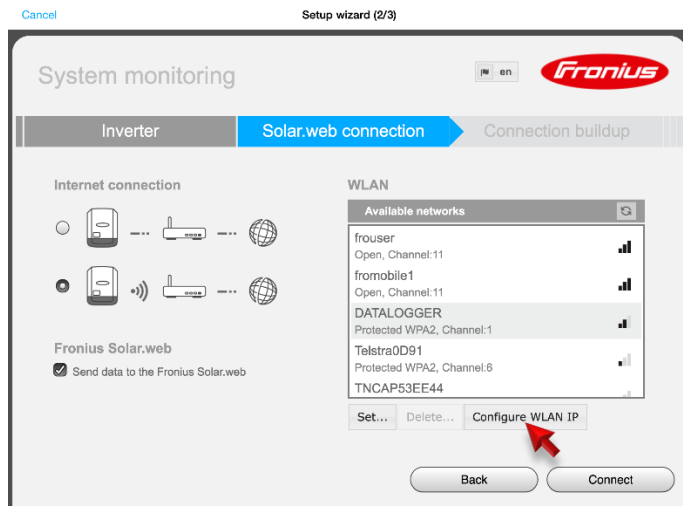 Cancel
Setup wizard (2/3)
System monitoring
en
Fronius
Inverter
Solar.web connection
Connection buildup
Internet connection
WLAN
Available networks
frouser
Open, Channel:11
fromobile1
Open, Channel:11
DATALOGGER
Protected WPA2, Channel:1
Telstra0D91
Protected WPA2, Channel:6
TNCAP53EE44
Fronius Solar.web
Send data to the Fronius Solar.web
Set...
Delete...
Configure WLAN IP
Back
Connect